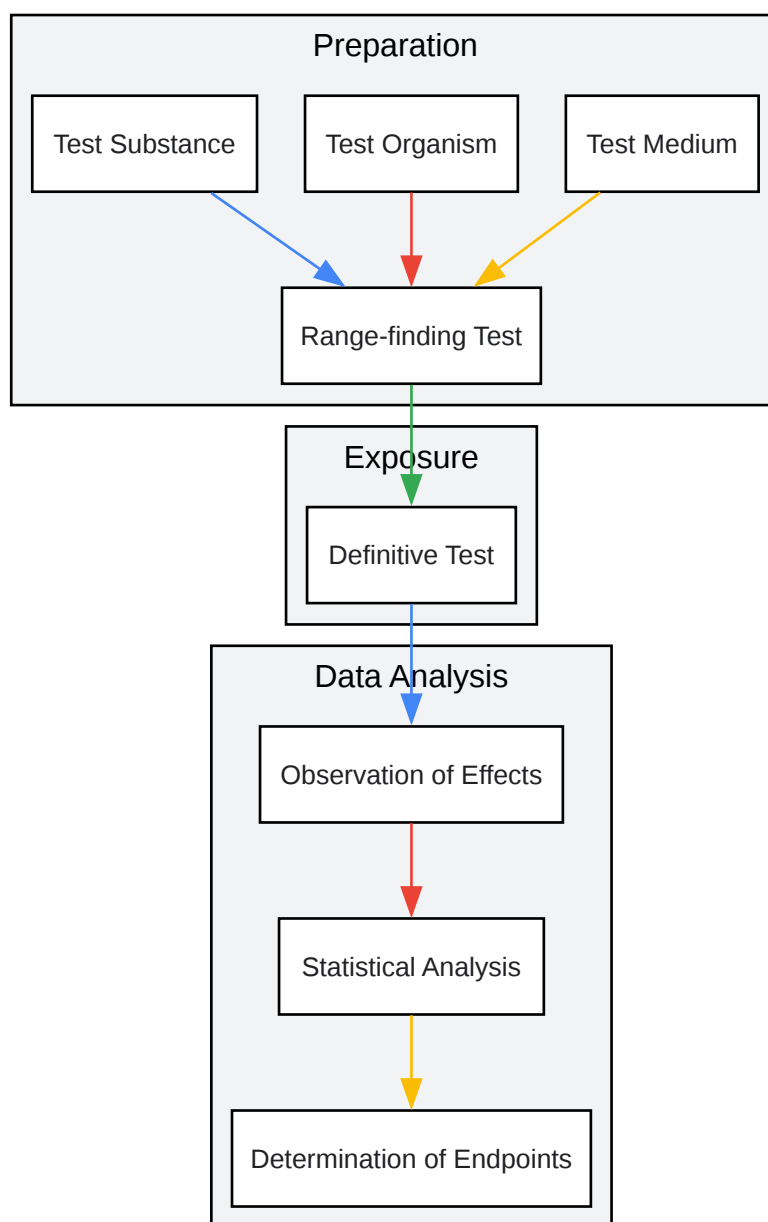 Preparation
Test Substance
Test Organism
Test Medium
Range-finding Test
Exposure
Definitive Test
Data Analysis
Observation of Effects
Statistical Analysis
Determination of Endpoints